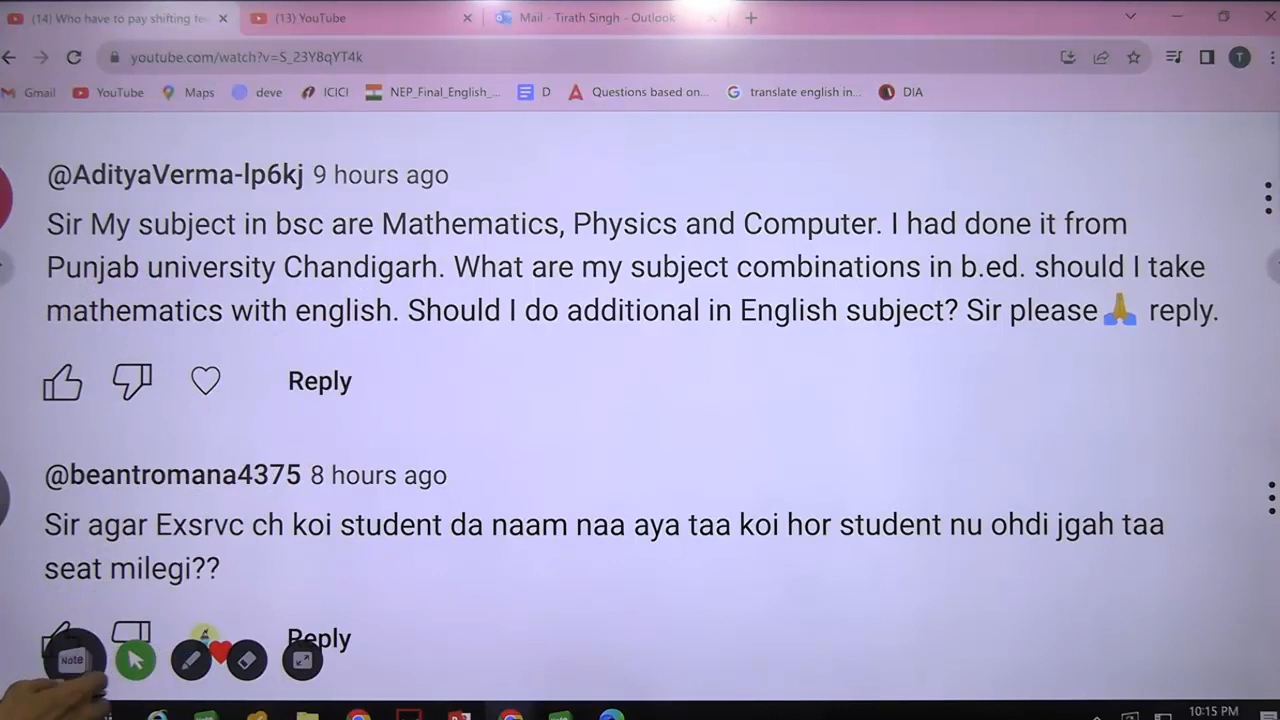 (14) Who have to pay shifting fe
(13) YouTube
Mail - Tirath Singh - Outlook
youtube.com/watch?v=S_23Y8qYT4k
T
Gmail
YouTube
Maps
deve
ICICI
NEP_Final_English_...
D
Questions based on...
translate english in...
DIA
@AdityaVerma-lp6kj 9 hours ago
Sir My subject in bsc are Mathematics, Physics and Computer. I had done it from
Punjab university Chandigarh. What are my subject combinations in b.ed. should I take
mathematics with english. Should I do additional in English subject? Sir please🙏 reply.
Reply
@beantromana4375 8 hours ago
Sir agar Exsrvc ch koi student da naam naa aya taa koi hor student nu ohdi jgah taa
seat milegi??
Reply
Note
10:15 PM